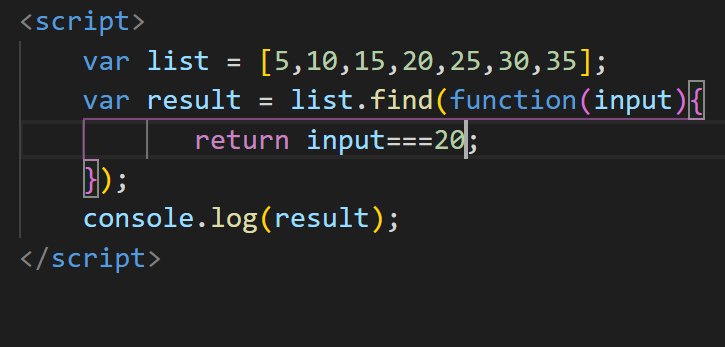 <script>
var list = [5,10,15,20,25,30,35];
var result = list.find(function(input){
return input===20;
});
console.log(result);
</script>